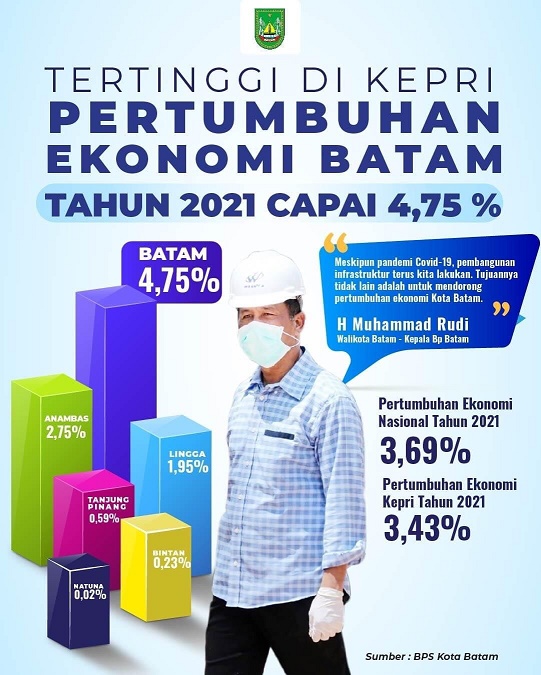 TERTINGGI DI KEPRI
PERTUMBUHAN
EKONOMI BATAM
TAHUN 2021 CAPAI 4,75 %
BATAM
4,75%
Meskipun pandemi Covid-19, pembangunan
infrastruktur terus kita lakukan. Tujuannya
tidak lain adalah untuk mendorong
pertumbuhan ekonomi Kota Batam.
H Muhammad Rudi
Walikota Batam - Kepala Bp Batam
ANAMBAS
2,75%
LINGGA
1,95%
TANJUNG
PINANG
0,59%
BINTAN
0,23%
NATUNA
0,02%
Pertumbuhan Ekonomi
Nasional Tahun 2021
3,69%
Pertumbuhan Ekonomi
Kepri Tahun 2021
3,43%
Sumber : BPS Kota Batam